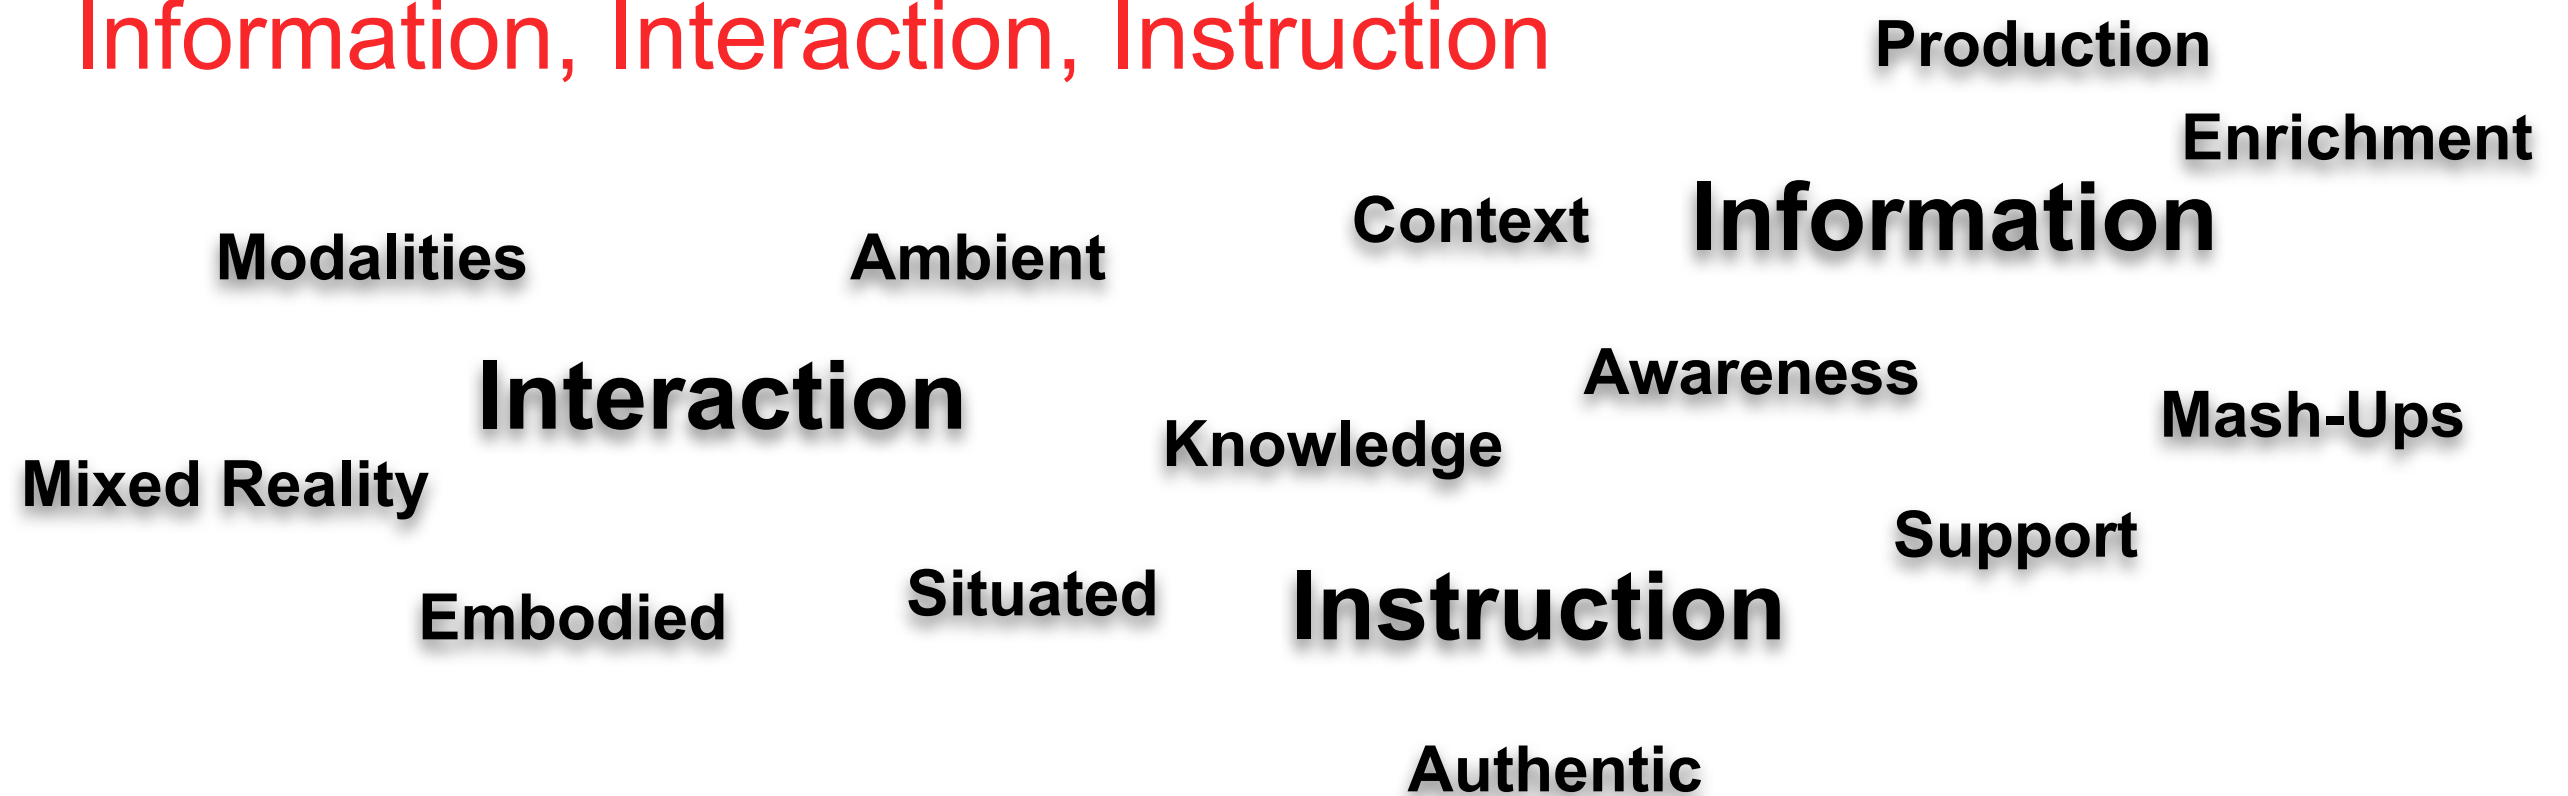 Information, Interaction, Instruction
Production
Enrichment
Context
Information
Modalities
Ambient
Interaction
Awareness
Mash-Ups
Knowledge
Mixed Reality
Support
Situated
Instruction
Embodied
Authentic